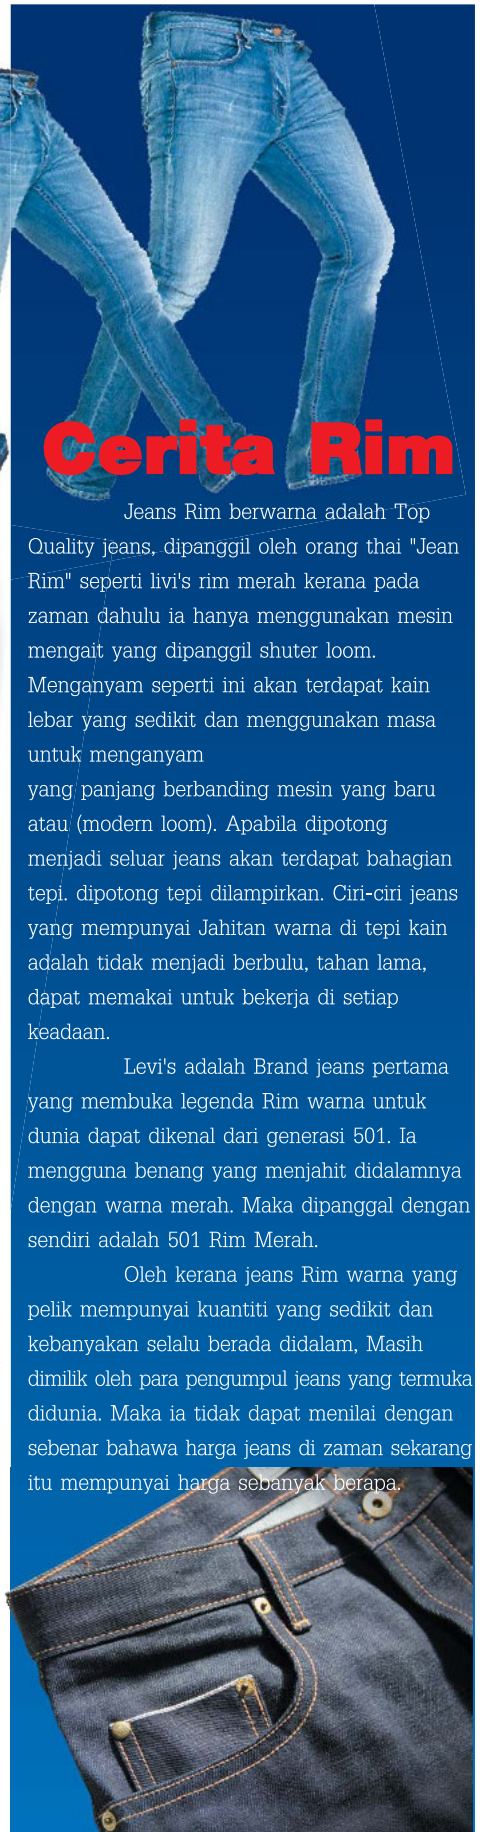 Cerita Rim
Jeans Rim berwarna adalah Top
Quality jeans, dipanggil oleh orang thai "Jean
Rim" seperti livi's rim merah kerana pada
zaman dahulu ia hanya menggunakan mesin
mengait yang dipanggil shuter loom.
Menganyam seperti ini akan terdapat kain
lebar yang sedikit dan menggunakan masa
untuk menganyam
yang panjang berbanding mesin yang baru
atau (modern loom). Apabila dipotong
menjadi seluar jeans akan terdapat bahagian
tepi. dipotong tepi dilampirkan. Ciri-ciri jeans
yang mempunyai Jahitan warna di tepi kain
adalah tidak menjadi berbulu, tahan lama,
dapat memakai untuk bekerja di setiap
keadaan.
Levi's adalah Brand jeans pertama
yang membuka legenda Rim warna untuk
dunia dapat dikenal dari generasi 501. Ia
mengguna benang yang menjahit didalamnya
dengan warna merah. Maka dipanggal dengan
sendiri adalah 501 Rim Merah.
Oleh kerana jeans Rim warna yang
pelik mempunyai kuantiti yang sedikit dan
kebanyakan selalu berada didalam, Masih
dimilik oleh para pengumpul jeans yang termuka
didunia. Maka ia tidak dapat menilai dengan
sebenar bahawa harga jeans di zaman sekarang
itu mempunyai harga sebanyak berapa.